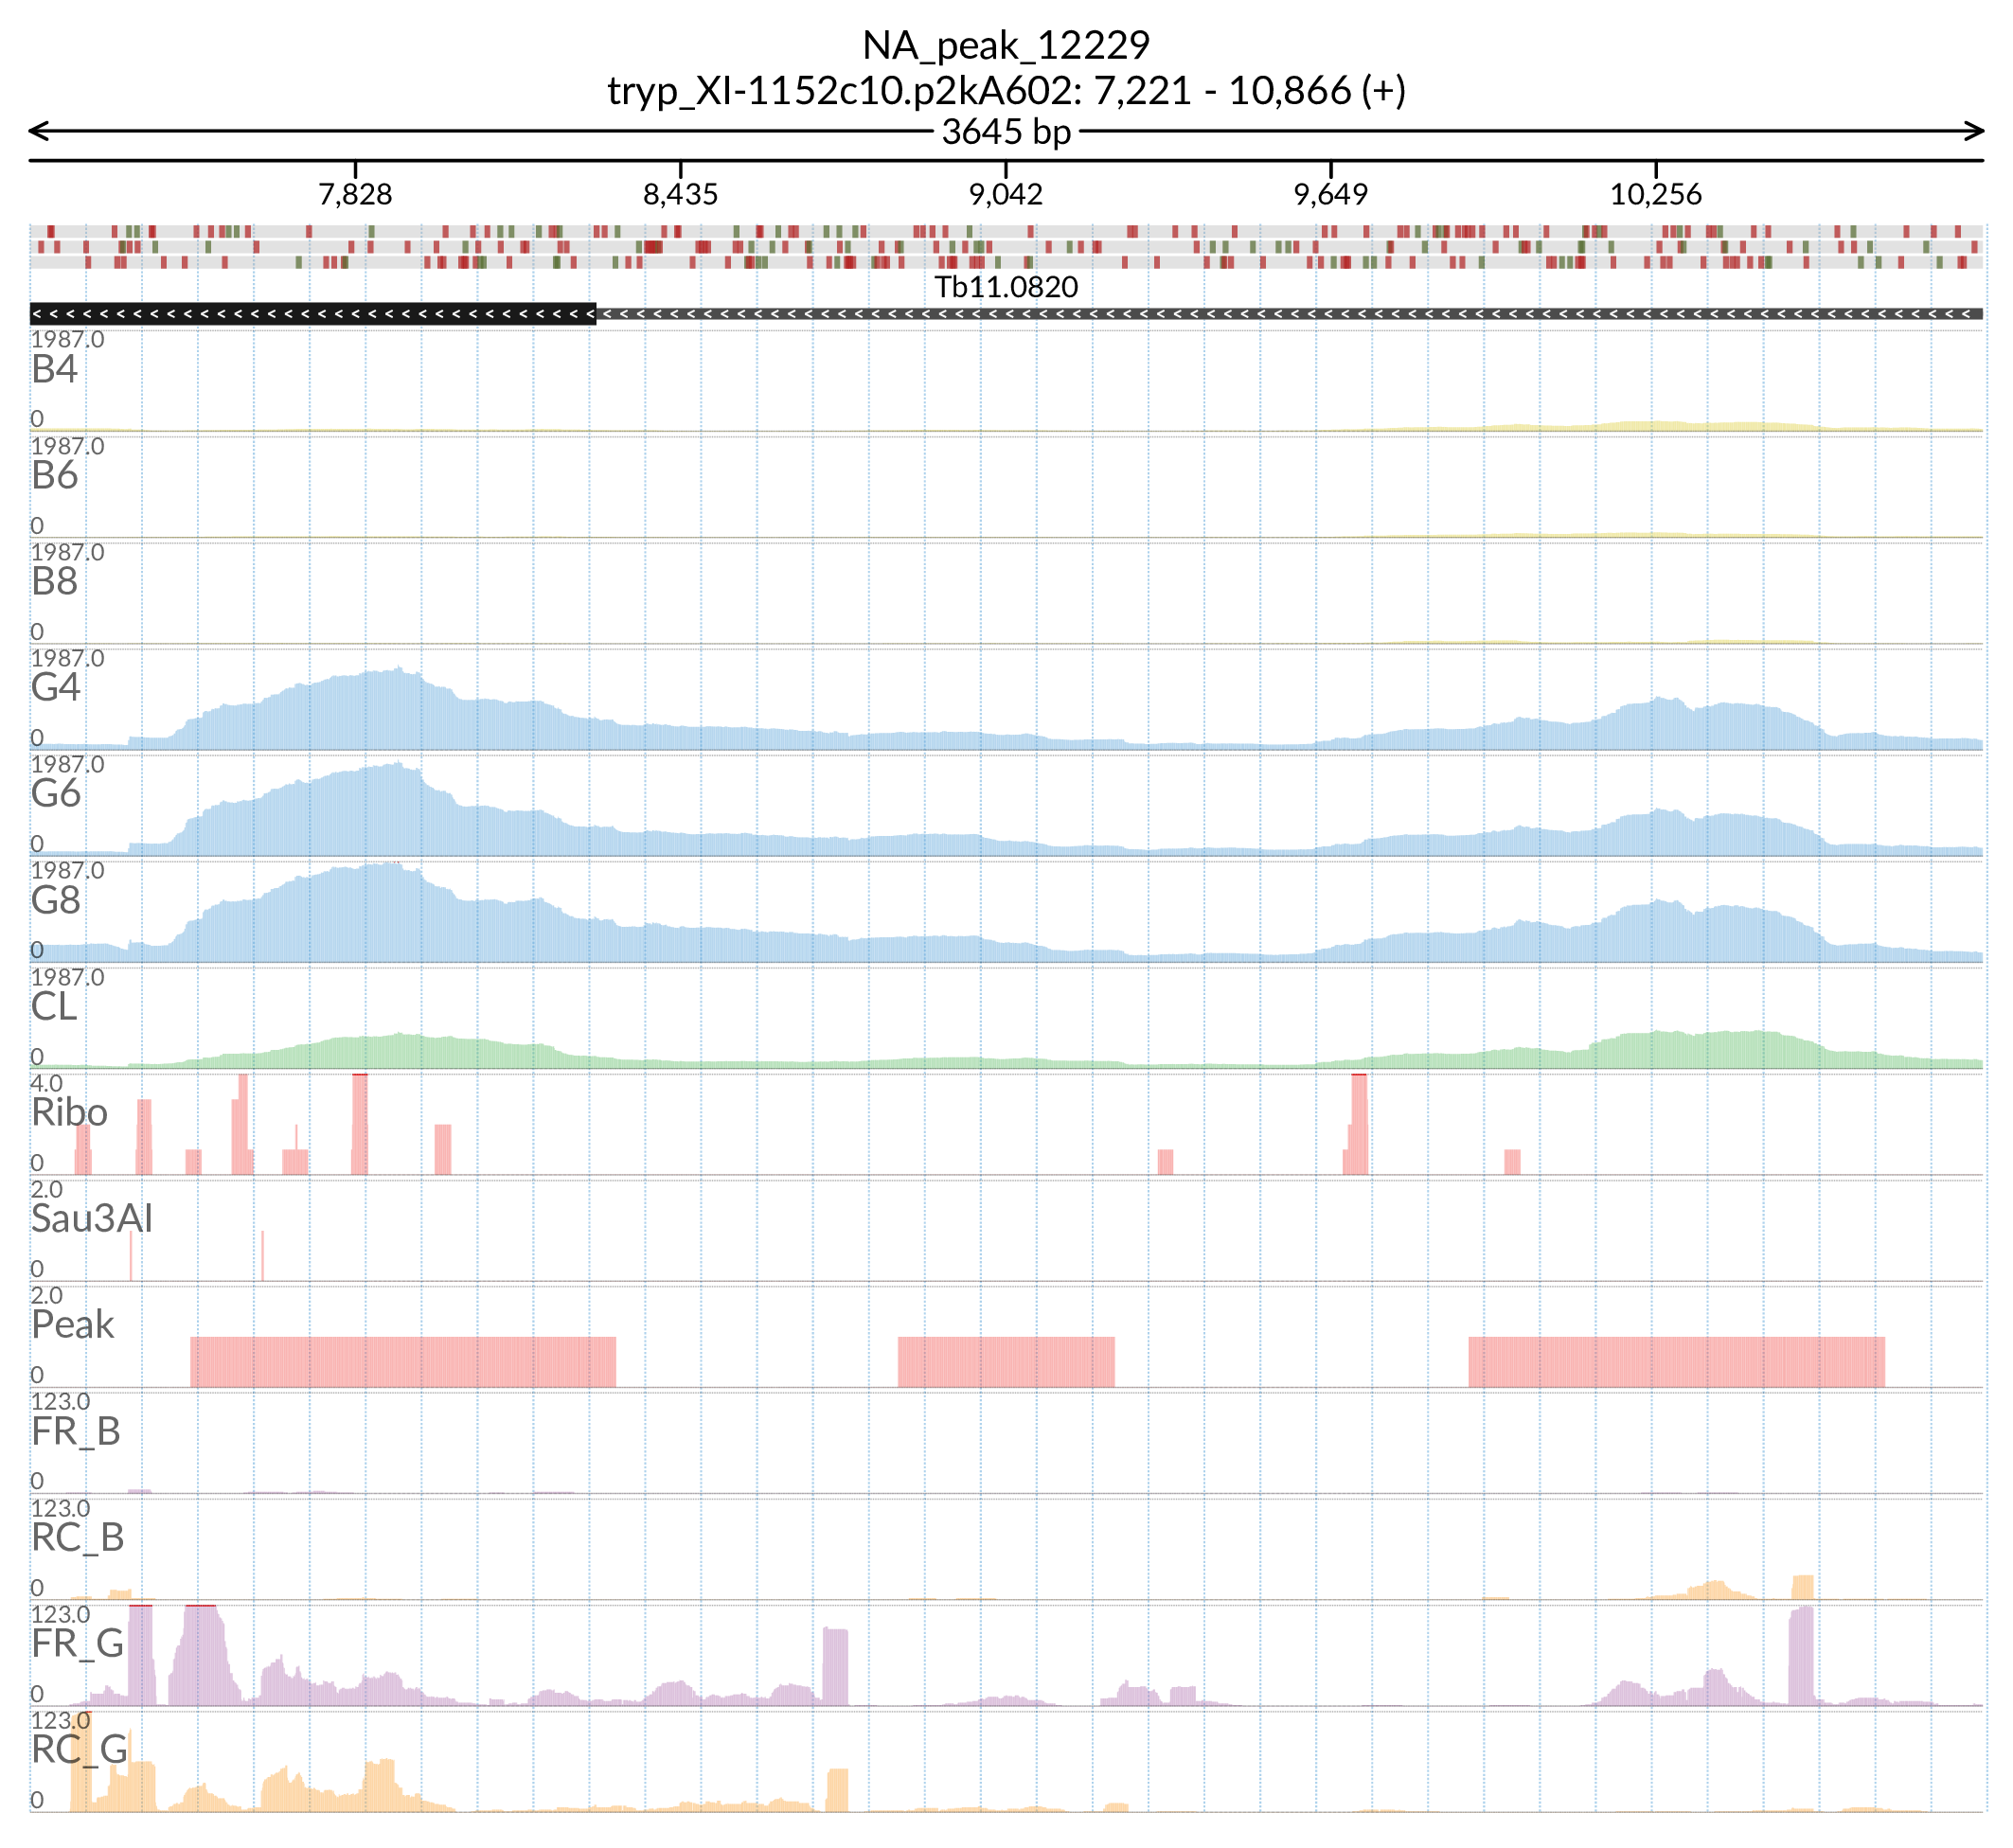 NA_peak_12229
tryp_XI-1152c10.p2kA602: 7,221 - 10,866 (+)
3645 bp
7,828 8,435 9,042 9,649 10,256
Tb11.0820
1987.0
B4
0
1987.0
B6
0
1987.0
B8
0
1987.0
G4
0
1987.0
G6
0
1987.0
G8
0
1987.0
CL
0
4.0
Ribo
0
2.0
Sau3AI
0
2.0
Peak
0
123.0
FR_B
0
123.0
RC_B
0
123.0
FR_G
0
123.0
RC_G
0